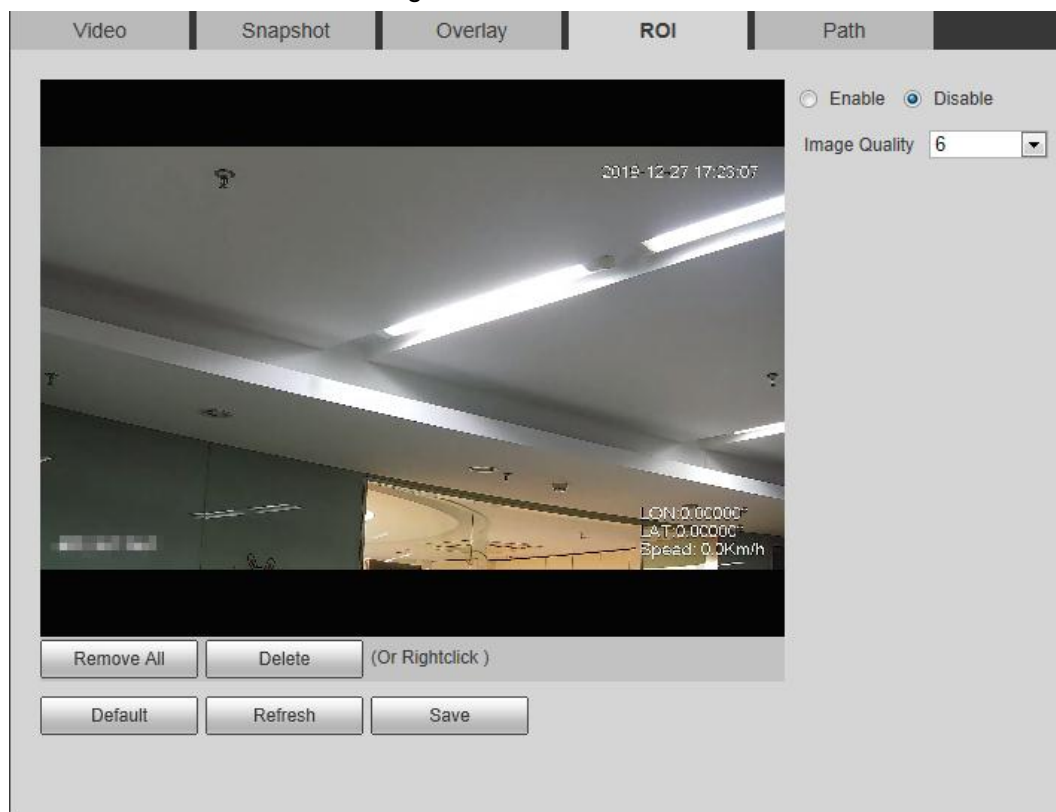 Video Snapshot Overlay ROI Path
Enable Disable
Image Quality 6
2019-12-27 17:23:07
LON:0.00000°
LAT:0.00000°
Speed: 0.0Km/h
Remove All Delete (Or Rightclick )
Default Refresh Save